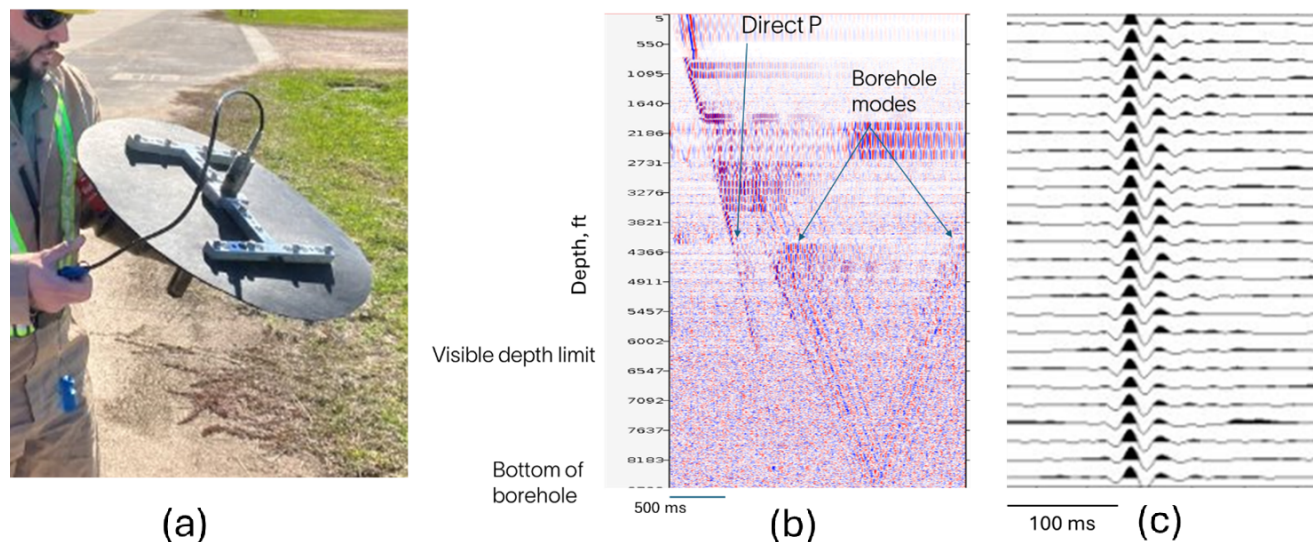 Direct P
Borehole
modes
5
550
1095
1640
2186
2731
3276
3821
4366
4911
5457
6002
6547
7092
7637
8183
Depth, ft
Visible depth limit
Bottom of
borehole
500 ms
100 ms
(a)
(b)
(c)